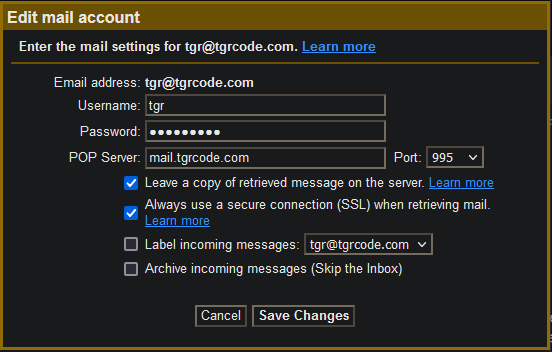 Edit mail account
Enter the mail settings for tgr@tgrcode.com. Learn more
Email address: tgr@tgrcode.com
Username: tgr
Password: ●●●●●●●●●
POP Server: mail.tgrcode.com Port: 995
Leave a copy of retrieved message on the server. Learn more
Always use a secure connection (SSL) when retrieving mail.
Learn more
Label incoming messages: tgr@tgrcode.com
Archive incoming messages (Skip the Inbox)
Cancel Save Changes